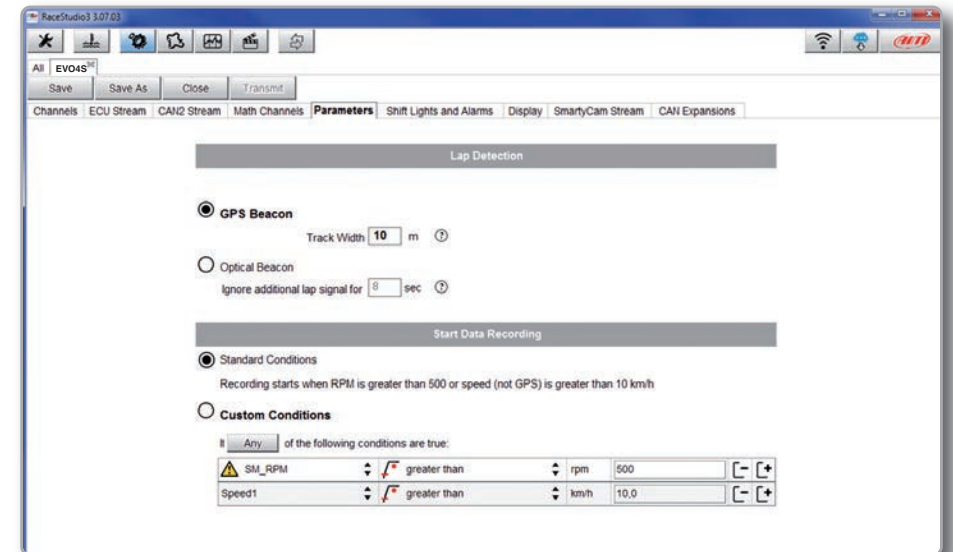 RaceStudio3 3.07.03
AiM
All EVO4S
Save Save As Close Transmit
Channels ECU Stream CAN2 Stream Math Channels Parameters Shift Lights and Alarms Display SmartyCam Stream CAN Expansions
Lap Detection
GPS Beacon
Track Width 10 m ?
Optical Beacon
Ignore additional lap signal for 8 sec ?
Start Data Recording
Standard Conditions
Recording starts when RPM is greater than 500 or speed (not GPS) is greater than 10 km/h
Custom Conditions
If Any of the following conditions are true:
SM_RPM greater than rpm 500
Speed1 greater than km/h 10,0